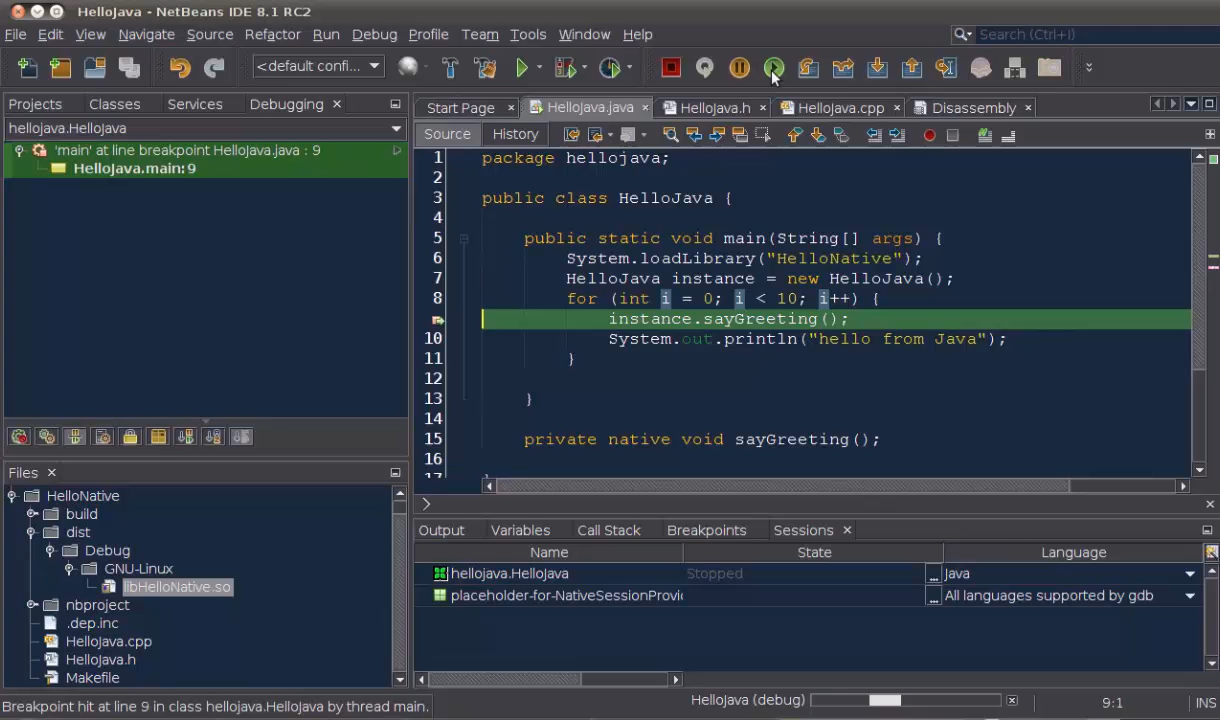 HelloJava - NetBeans IDE 8.1 RC2
File Edit View Navigate Source Refactor Run Debug Profile Team Tools Window Help Search (Ctrl+I)
<default confi...
Projects Classes Services Debugging
Start Page HelloJava.java HelloJava.h HelloJava.cpp Disassembly
hellojava.HelloJava
Source History
'main' at line breakpoint HelloJava.java : 9
HelloJava.main:9
1 package hellojava;
2
3 public class HelloJava {
4
5 public static void main(String[] args) {
6 System.loadLibrary("HelloNative");
7 HelloJava instance = new HelloJava();
8 for (int i = 0; i < 10; i++) {
instance.sayGreeting();
10 System.out.println("hello from Java");
11 }
12
13 }
14
15 private native void sayGreeting();
16
17 }
Files
HelloNative
build
dist
Debug
GNU-Linux
libHelloNative.so
nbproject
.dep.inc
HelloJava.cpp
HelloJava.h
Makefile
Output Variables Call Stack Breakpoints Sessions
Name State Language
hellojava.HelloJava Stopped ... Java
placeholder-for-NativeSessionProvi ... All languages supported by gdb
Breakpoint hit at line 9 in class hellojava.HelloJava by thread main.
HelloJava (debug) 9:1 INS